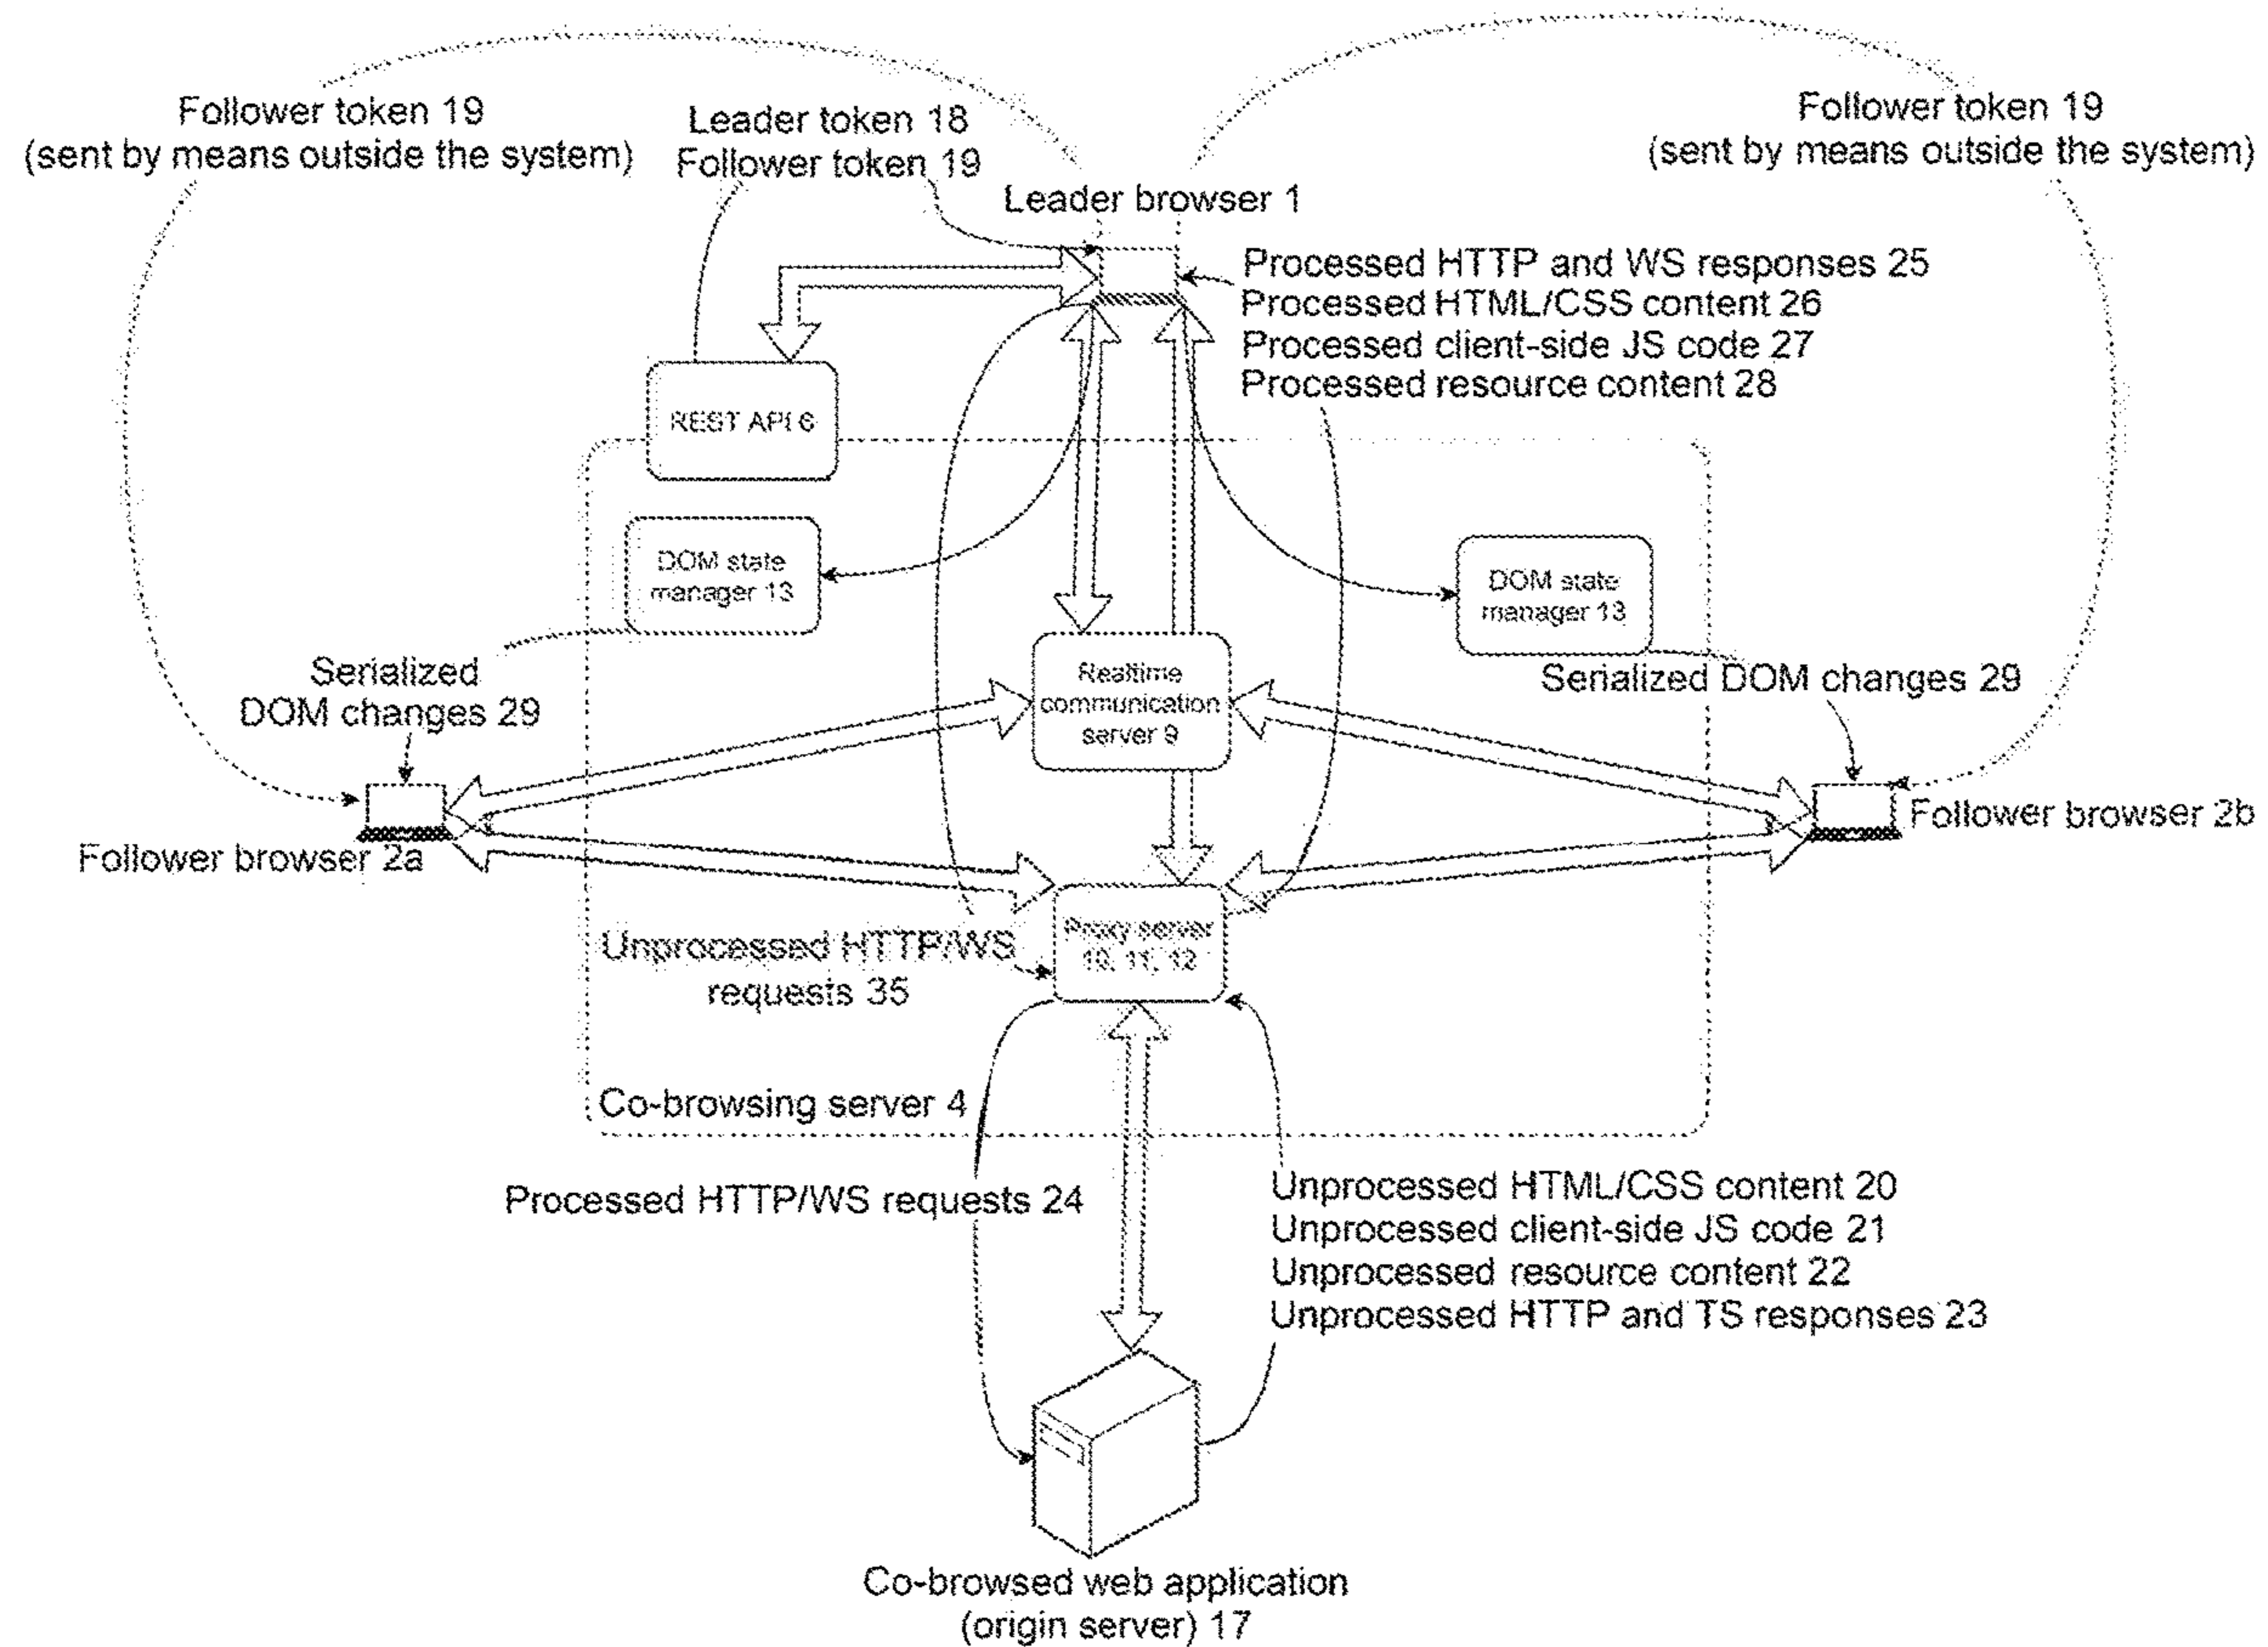 Follower token 19
(sent by means outside the system)
Leader token 18
Follower token 19
Follower token 19
(sent by means outside the system)
Leader browser 1
Processed HTTP and WS responses 25
Processed HTML/CSS content 26
Processed client-side JS code 27
Processed resource content 28
REST API 6
DOM state
manager 13
DOM state
manager 13
Serialized
DOM changes 29
Realtime
communication
server 9
Serialized DOM changes 29
Follower browser 2a
Follower browser 2b
Proxy server
10, 11, 12
Unprocessed HTTP/WS
requests 35
Co-browsing server 4
Processed HTTP/WS requests 24
Unprocessed HTML/CSS content 20
Unprocessed client-side JS code 21
Unprocessed resource content 22
Unprocessed HTTP and TS responses 23
Co-browsed web application
(origin server) 17